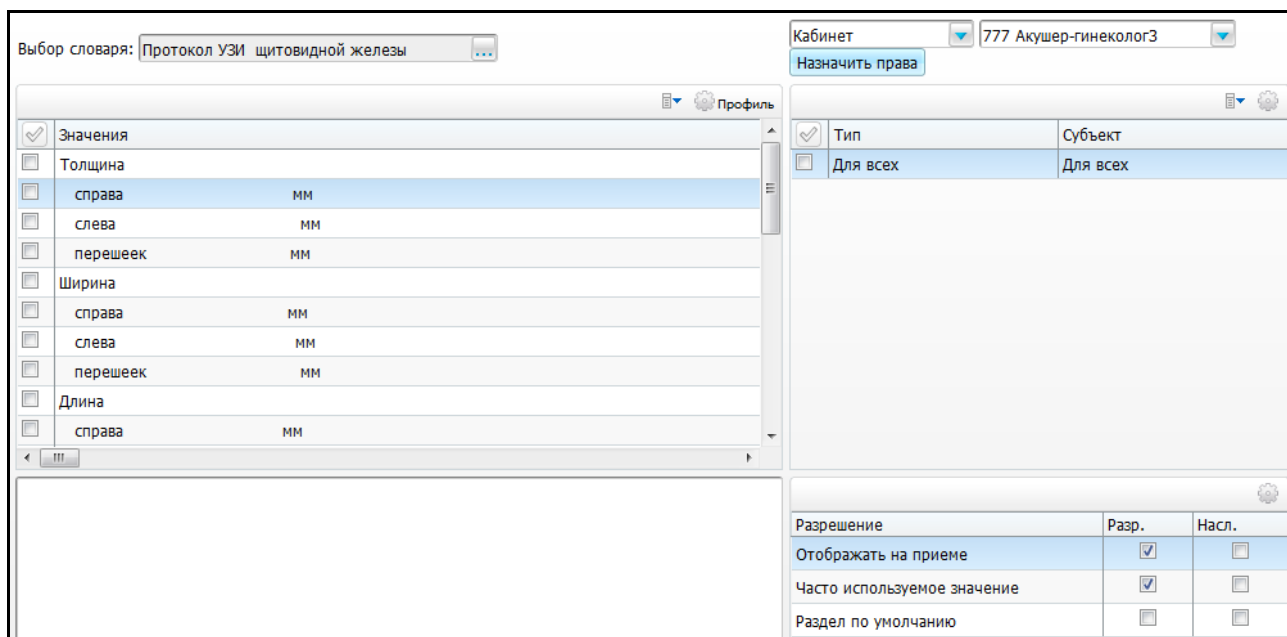 Выбор словаря: Протокол УЗИ щитовидной железы ...
Кабинет 777 Акушер-гинеколог3
Назначить права
Профиль
Значения
Толщина
справа мм
слева мм
перешеек мм
Ширина
справа мм
слева мм
перешеек мм
Длина
справа мм
Тип Субъект
Для всех Для всех
Разрешение Разр. Насл.
Отображать на приеме
Часто используемое значение
Раздел по умолчанию